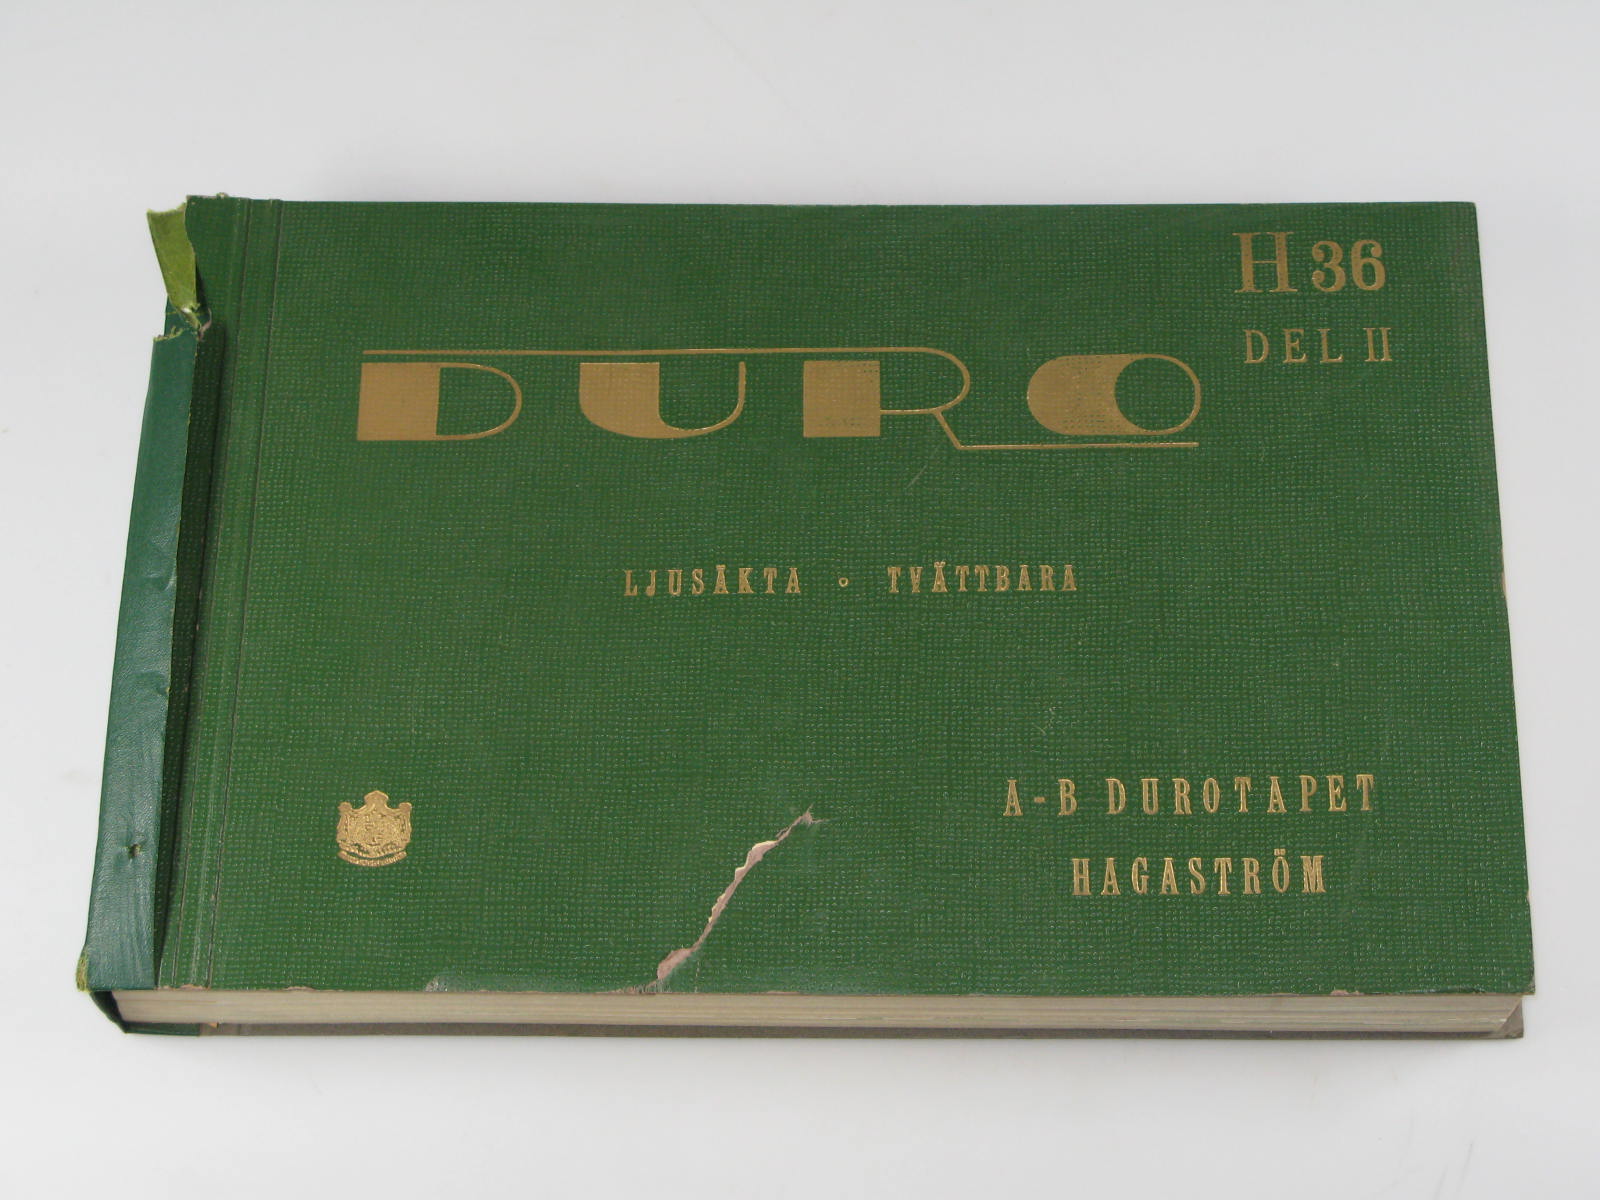 H 36
DEL II
DURO
LJUSÄKTA ∘ TVÄTTBARA
A-B DUROTAPET
HAGASTRÖM